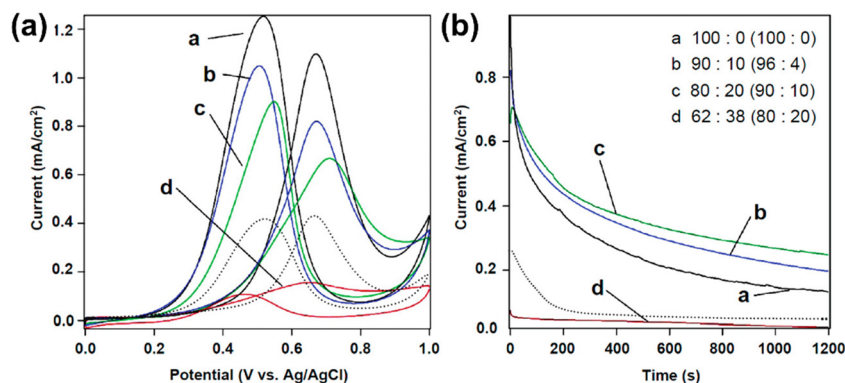 (a)
1.2
1.0
0.8
0.6
0.4
0.2
0.0
Current (mA/cm²)
a
b
c
d
0.0
0.2
0.4
0.6
0.8
1.0
Potential (V vs. Ag/AgCl)
(b)
a 100 : 0 (100 : 0)
b 90 : 10 (96 : 4)
c 80 : 20 (90 : 10)
d 62 : 38 (80 : 20)
0.8
0.6
0.4
0.2
0.0
Current (mA/cm²)
c
b
a
d
0
200
400
600
800
1000
1200
Time (s)